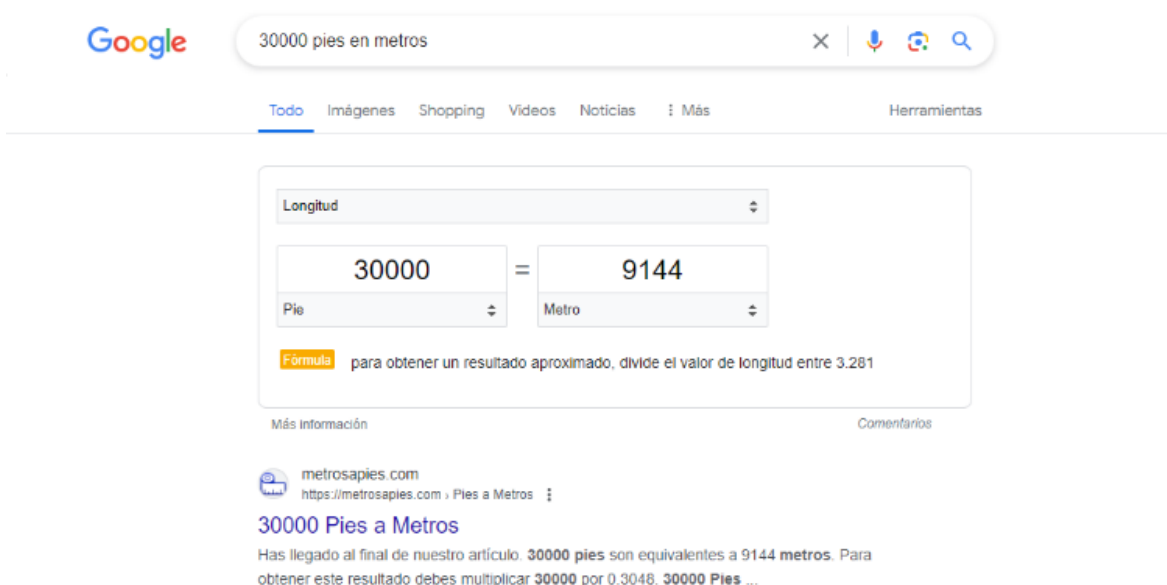 Google 30000 pies en metros
Todo Imágenes Shopping Videos Noticias Más Herramientas
Longitud
30000 = 9144
Pie Metro
Fórmula para obtener un resultado aproximado, divide el valor de longitud entre 3.281
Más información Comentarios
metrosapies.com
https://metrosapies.com › Pies a Metros
30000 Pies a Metros
Has llegado al final de nuestro artículo. 30000 pies son equivalentes a 9144 metros. Para
obtener este resultado debes multiplicar 30000 por 0.3048. 30000 Pies ...